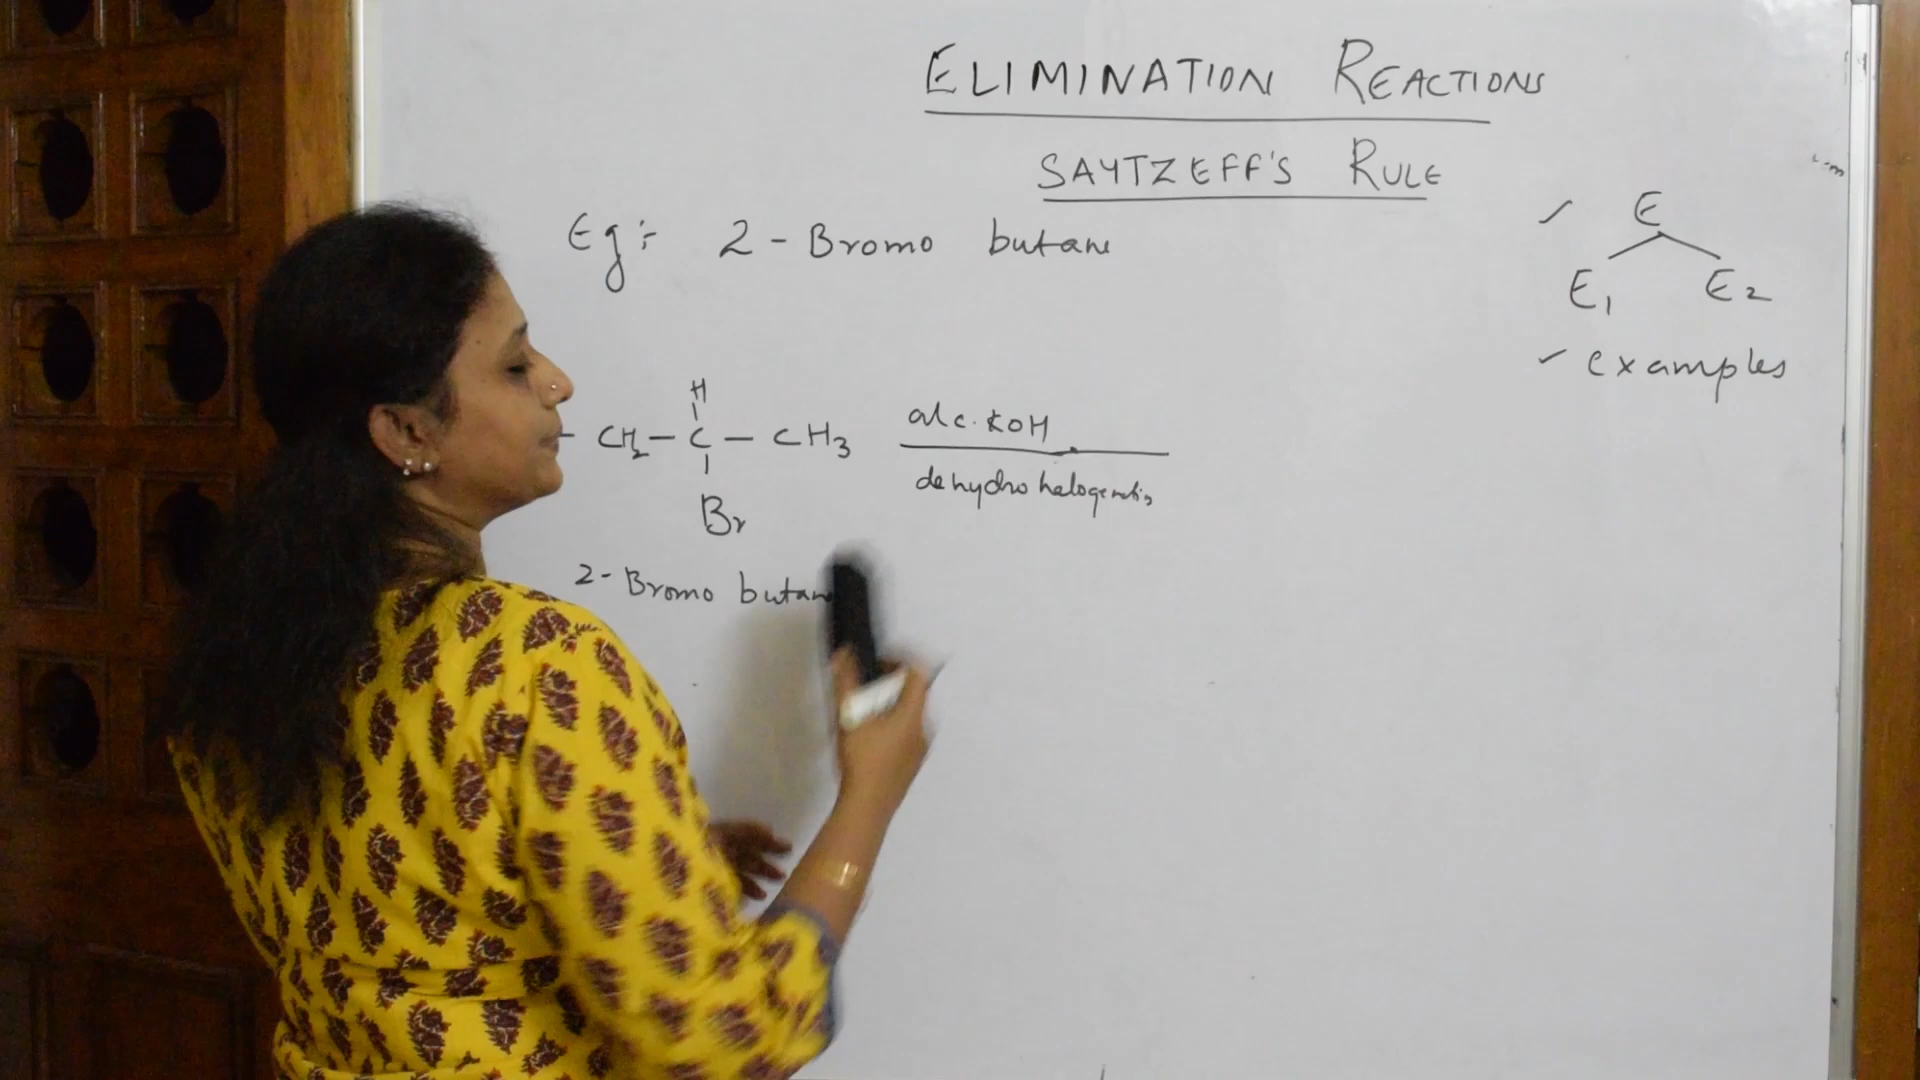 ELIMINATION REACTIONS
SAYTZEFF'S RULE
Eg:- 2-Bromo butane
E
E1 E2
✓ examples
H
- CH2 - C - CH3
Br
alc. KOH
dehydrohalogenation
2- Bromo butane